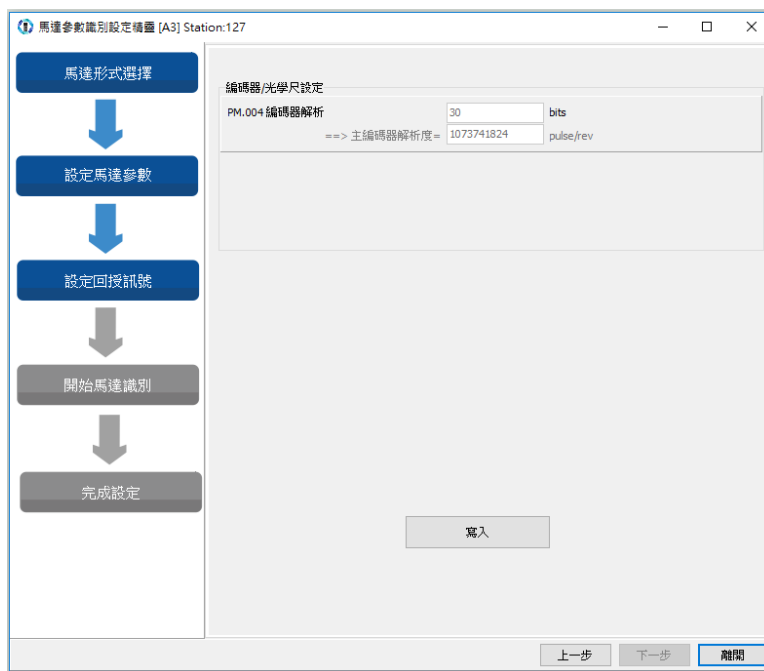 馬達參數識別設定精靈 [A3] Station:127
馬達形式選擇
設定馬達參數
設定回授訊號
開始馬達識別
完成設定
編碼器/光學尺設定
PM.004 編碼器解析 30 bits
==> 主編碼器解析度= 1073741824 pulse/rev
寫入
上一步 下一步 離開